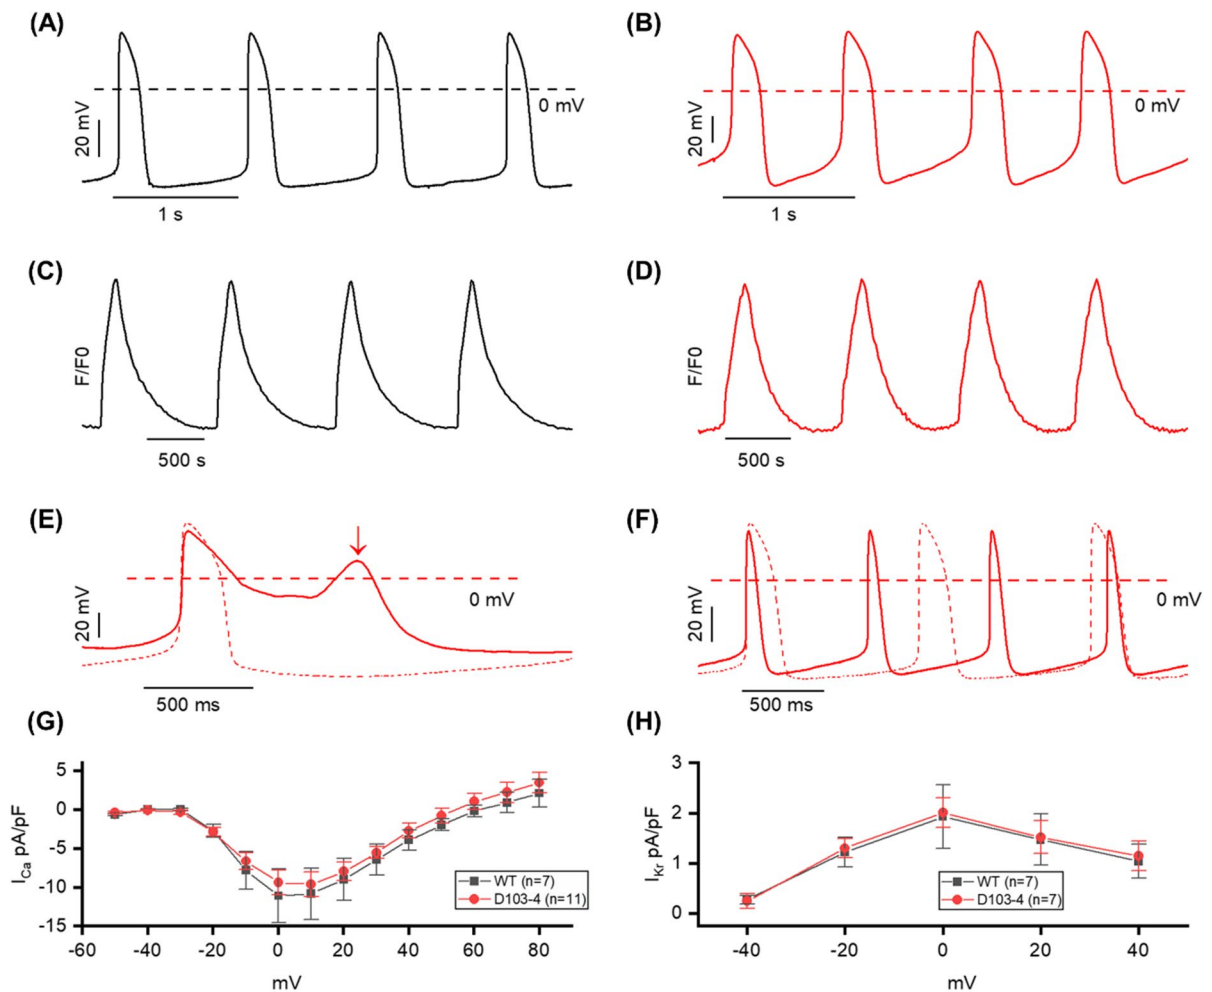 (A)
0 mV
20 mV
1 s
(B)
0 mV
20 mV
1 s
(C)
F/F0
500 s
(D)
F/F0
500 s
(E)
0 mV
20 mV
500 ms
(F)
0 mV
20 mV
500 ms
(G)
5
0
-5
-10
-15
ICa pA/pF
WT (n=7)
D103-4 (n=11)
-60 -40 -20 0 20 40 60 80
mV
(H)
3
2
1
0
IKr pA/pF
WT (n=7)
D103-4 (n=7)
-40 -20 0 20 40
mV